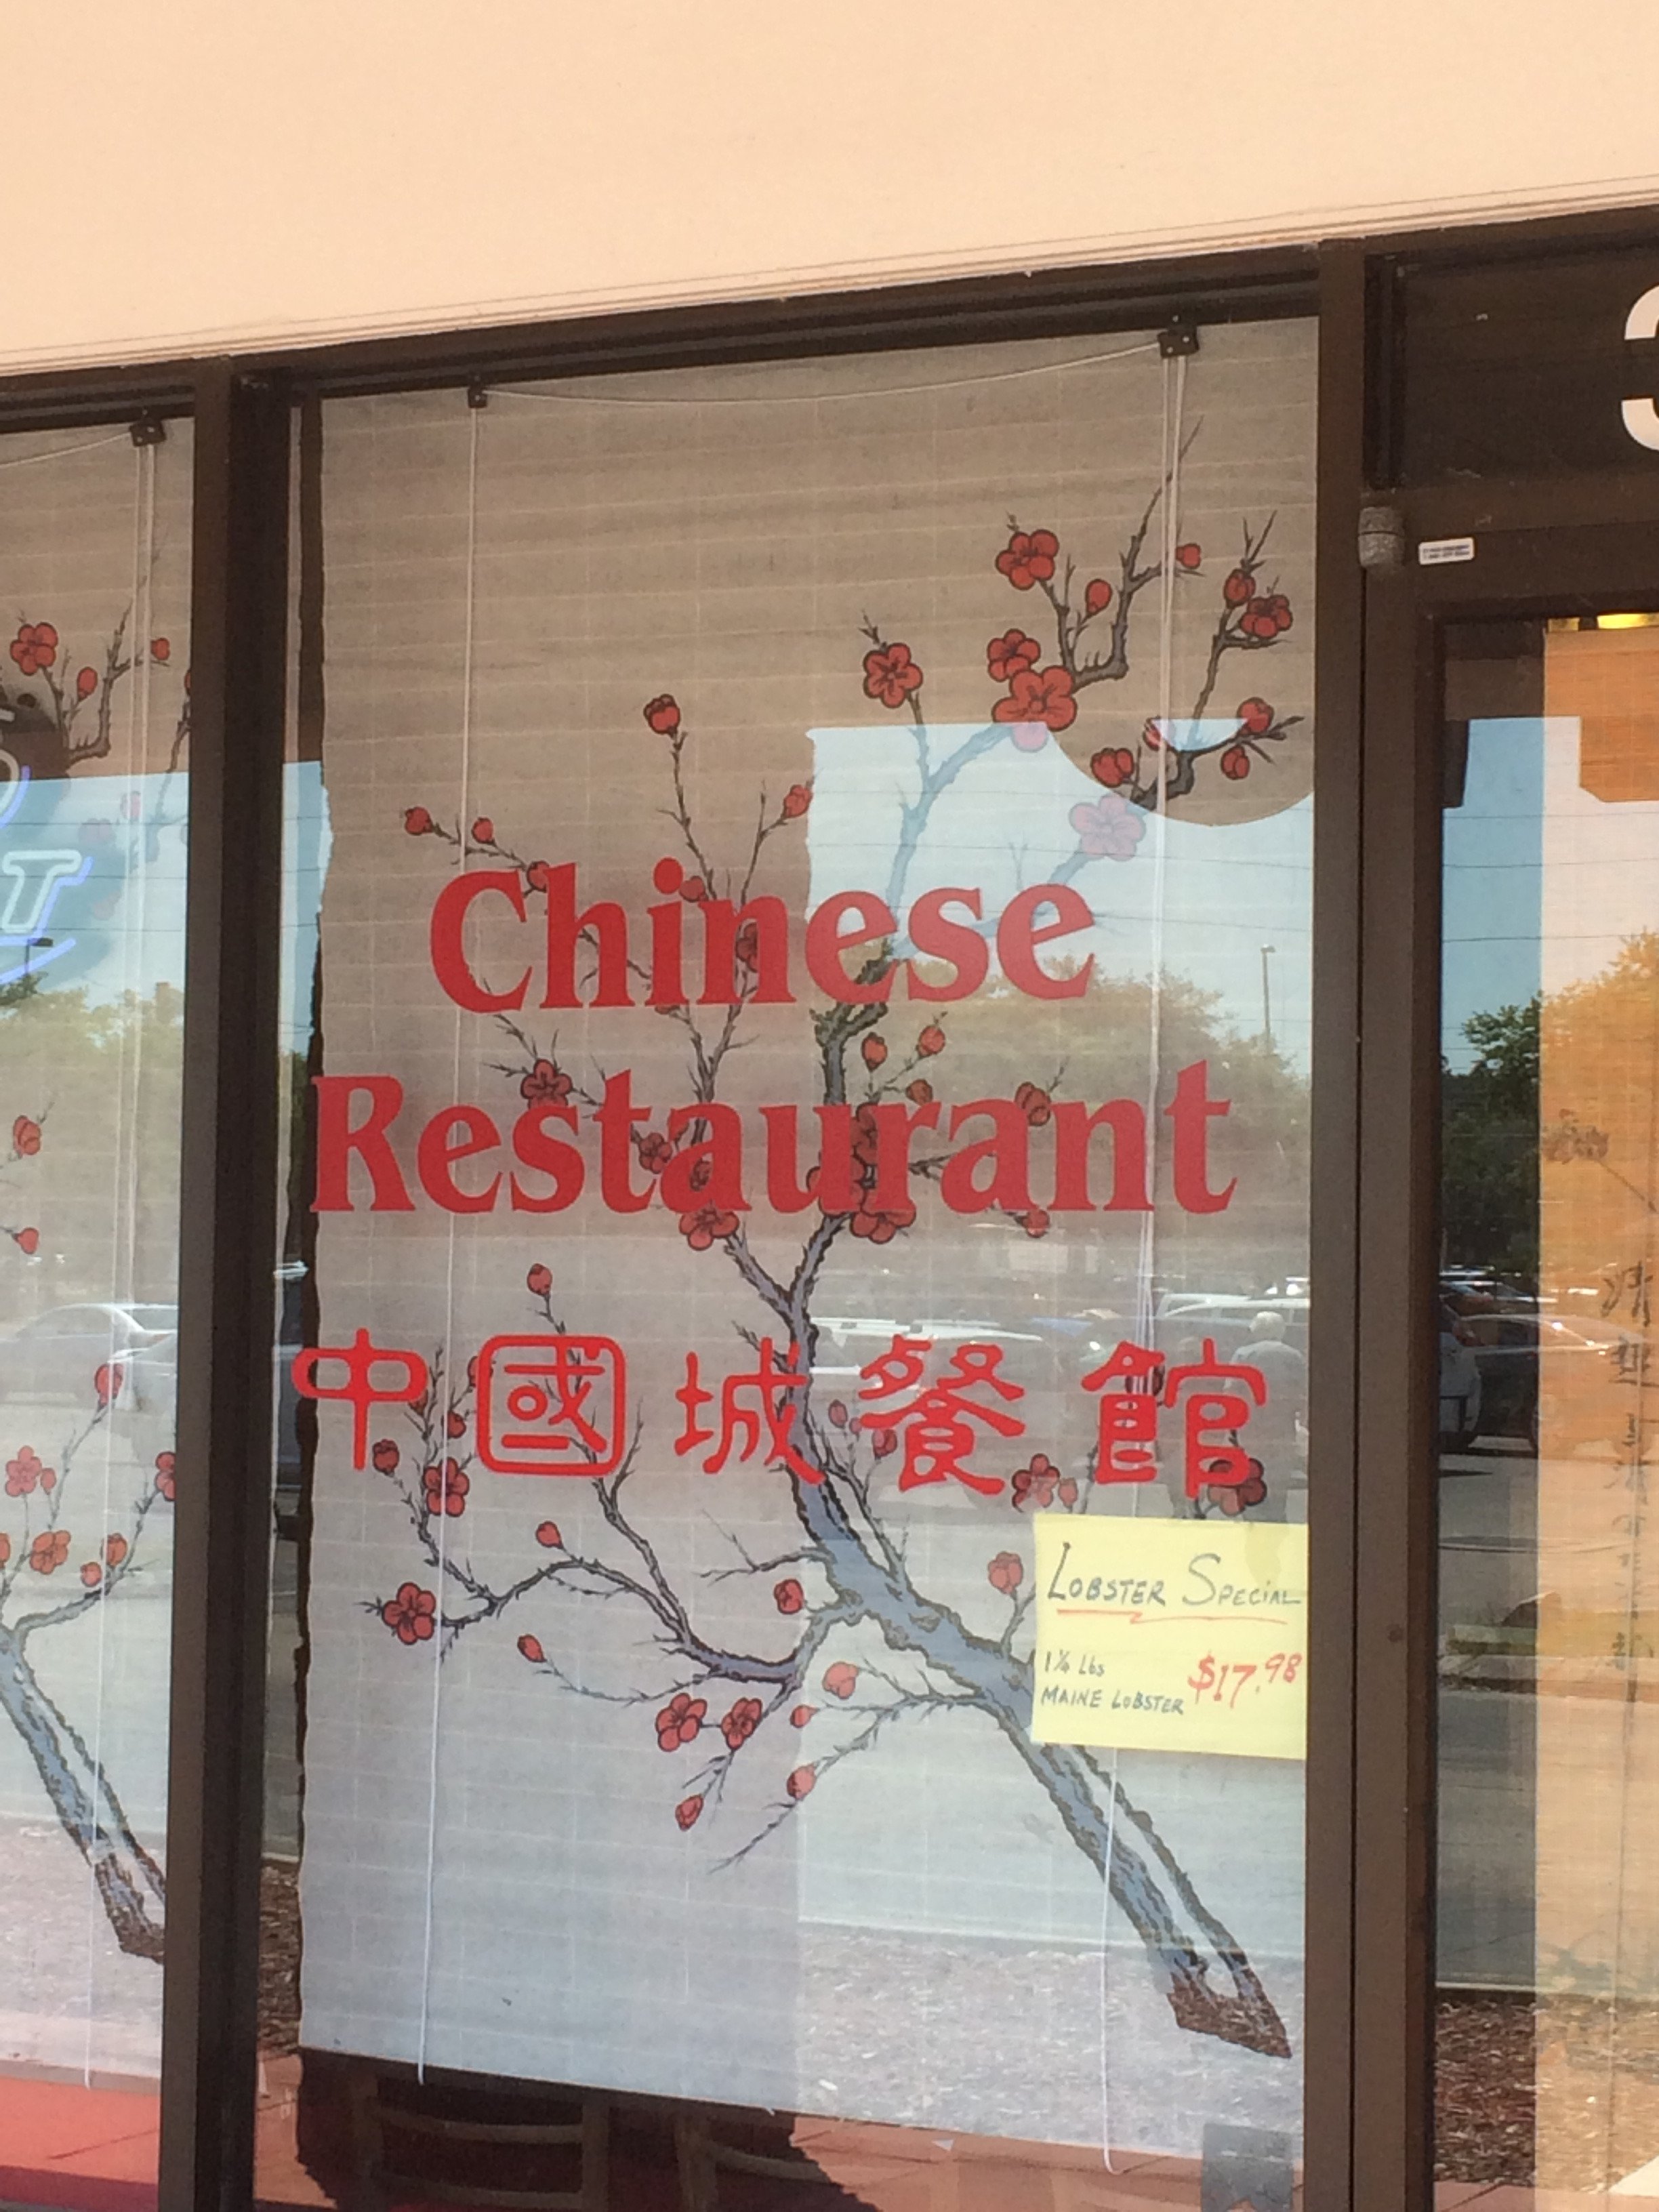 Chinese
Restaurant
中國城餐館
LOBSTER SPECIAL
1¼ Lbs
MAINE LOBSTER
$17.98